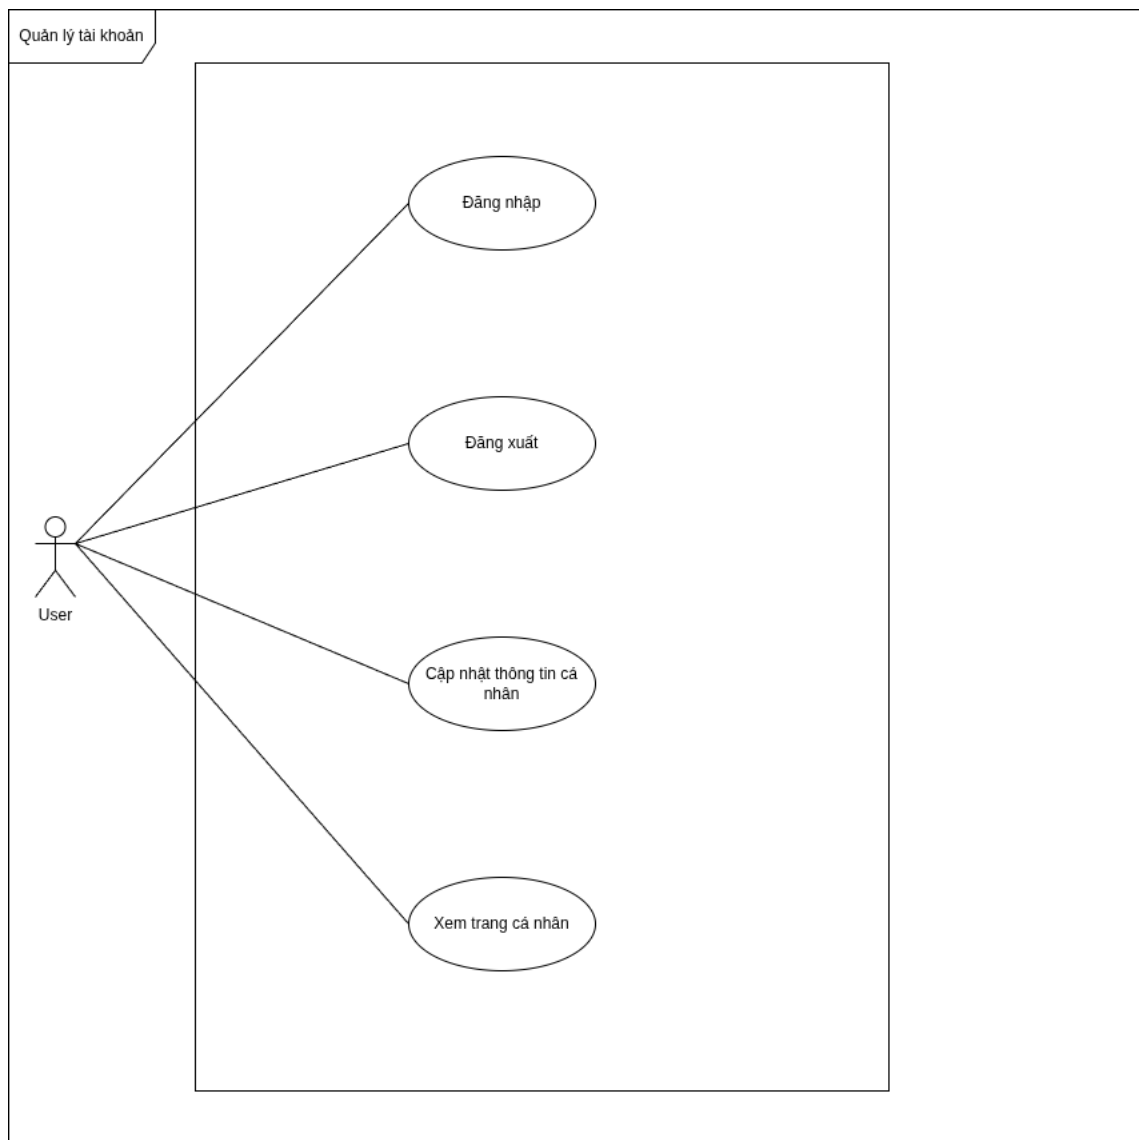 Quản lý tài khoản
Đăng nhập
Đăng xuất
User
Cập nhật thông tin cá
nhân
Xem trang cá nhân